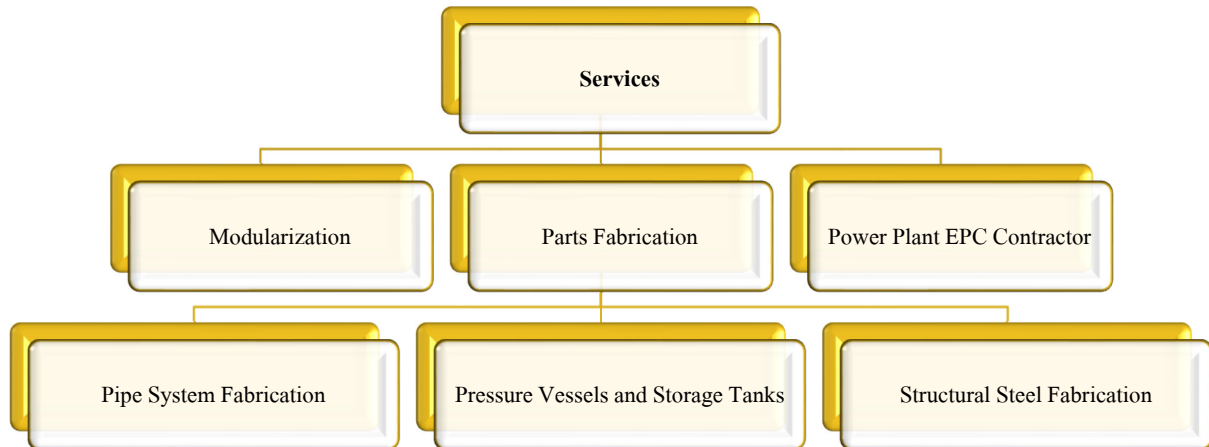 Services
Modularization
Parts Fabrication
Power Plant EPC Contractor
Pipe System Fabrication
Pressure Vessels and Storage Tanks
Structural Steel Fabrication